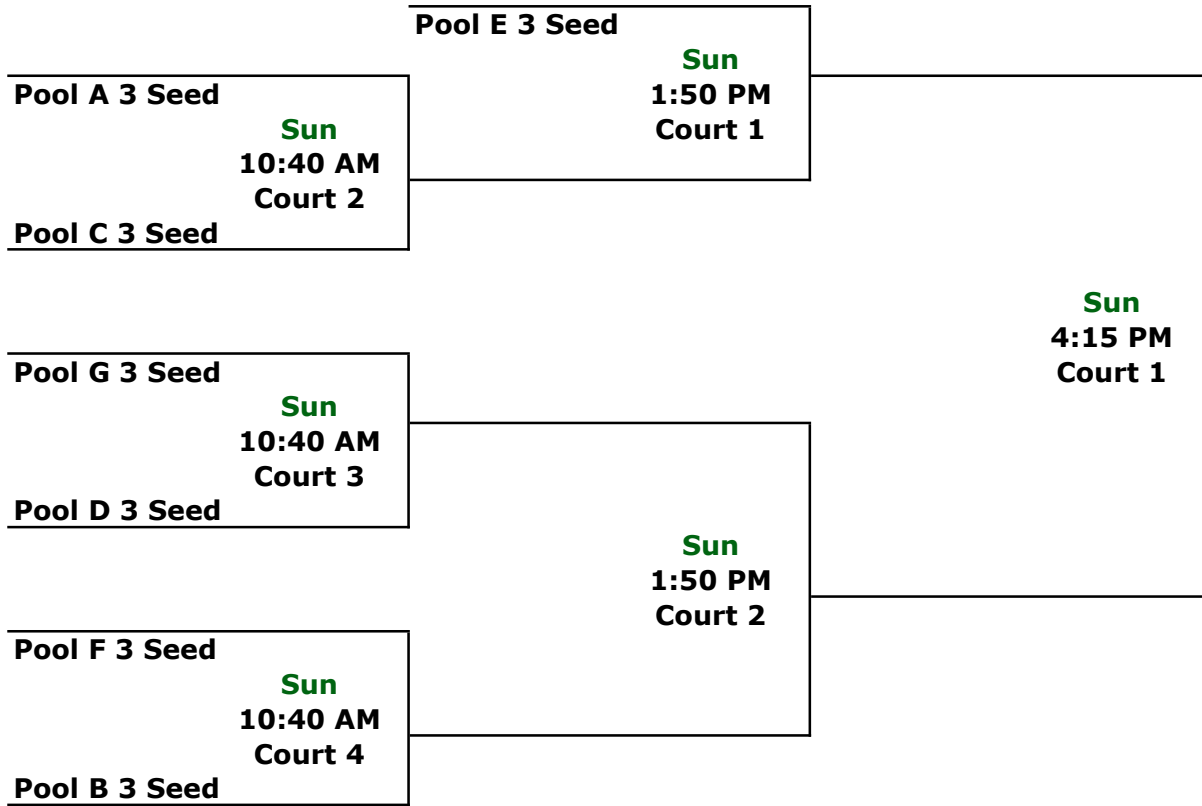 Pool E 3 Seed
Sun
1:50 PM
Court 1
Pool A 3 Seed
Sun
10:40 AM
Court 2
Pool C 3 Seed
Sun
4:15 PM
Court 1
Pool G 3 Seed
Sun
10:40 AM
Court 3
Pool D 3 Seed
Sun
1:50 PM
Court 2
Pool F 3 Seed
Sun
10:40 AM
Court 4
Pool B 3 Seed